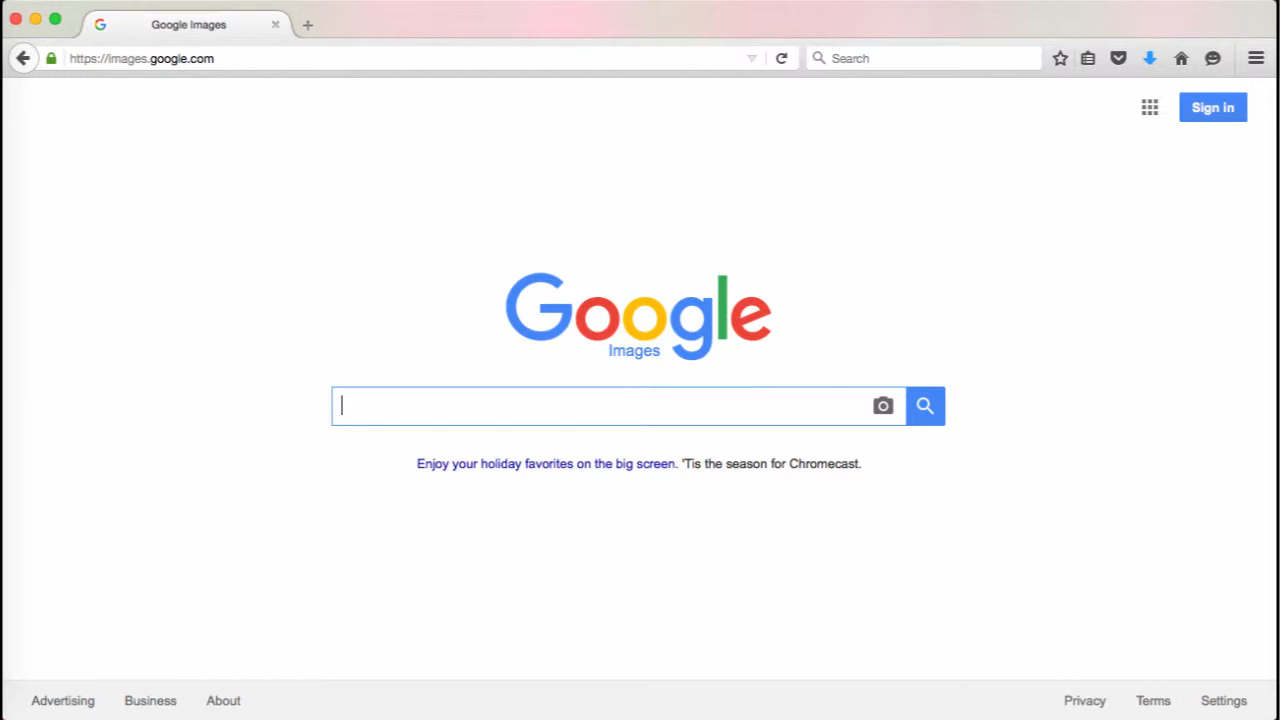 Google Images
https://images.google.com
Search
Sign in
Google
Images
Enjoy your holiday favorites on the big screen. 'Tis the season for Chromecast.
Advertising Business About Privacy Terms Settings